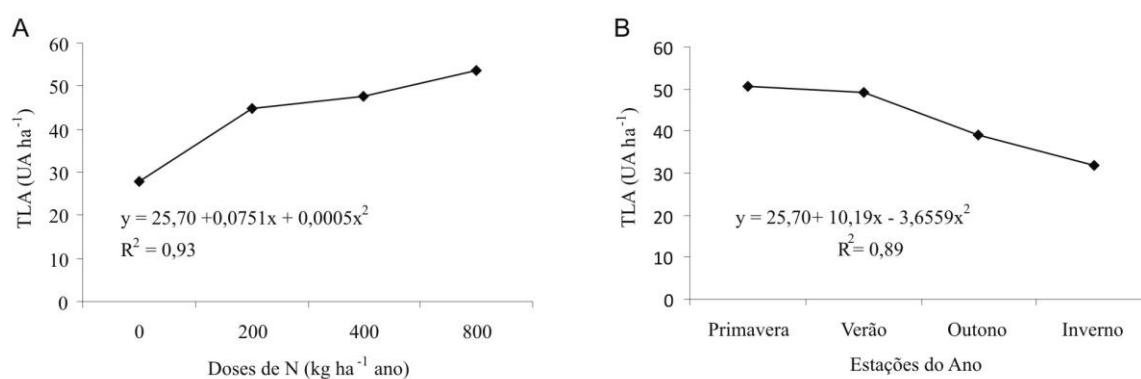 A
TLA (UA ha⁻¹)
60
50
40
30
20
10
0
y = 25,70 +0,0751x + 0,0005x²
R² = 0,93
0 200 400 800
Doses de N (kg ha⁻¹ ano)
B
TLA (UA ha⁻¹)
60
50
40
30
20
10
0
y = 25,70+ 10,19x - 3,6559x²
R²= 0,89
Primavera Verão Outono Inverno
Estações do Ano